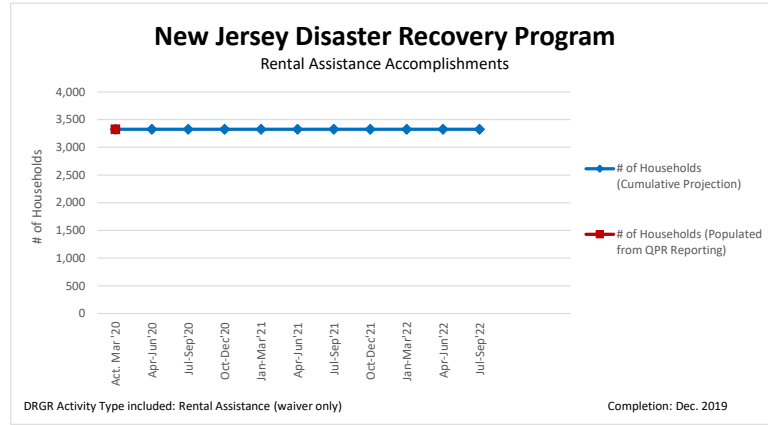 New Jersey Disaster Recovery Program
Rental Assistance Accomplishments
# of Households
4,000
3,500
3,000
2,500
2,000
1,500
1,000
500
0
Act. Mar'20
Apr-Jun'20
Jul-Sep'20
Oct-Dec'20
Jan-Mar'21
Apr-Jun'21
Jul-Sep'21
Oct-Dec'21
Jan-Mar'22
Apr-Jun'22
Jul-Sep'22
# of Households
(Cumulative Projection)
# of Households (Populated
from QPR Reporting)
DRGR Activity Type included: Rental Assistance (waiver only)
Completion: Dec. 2019